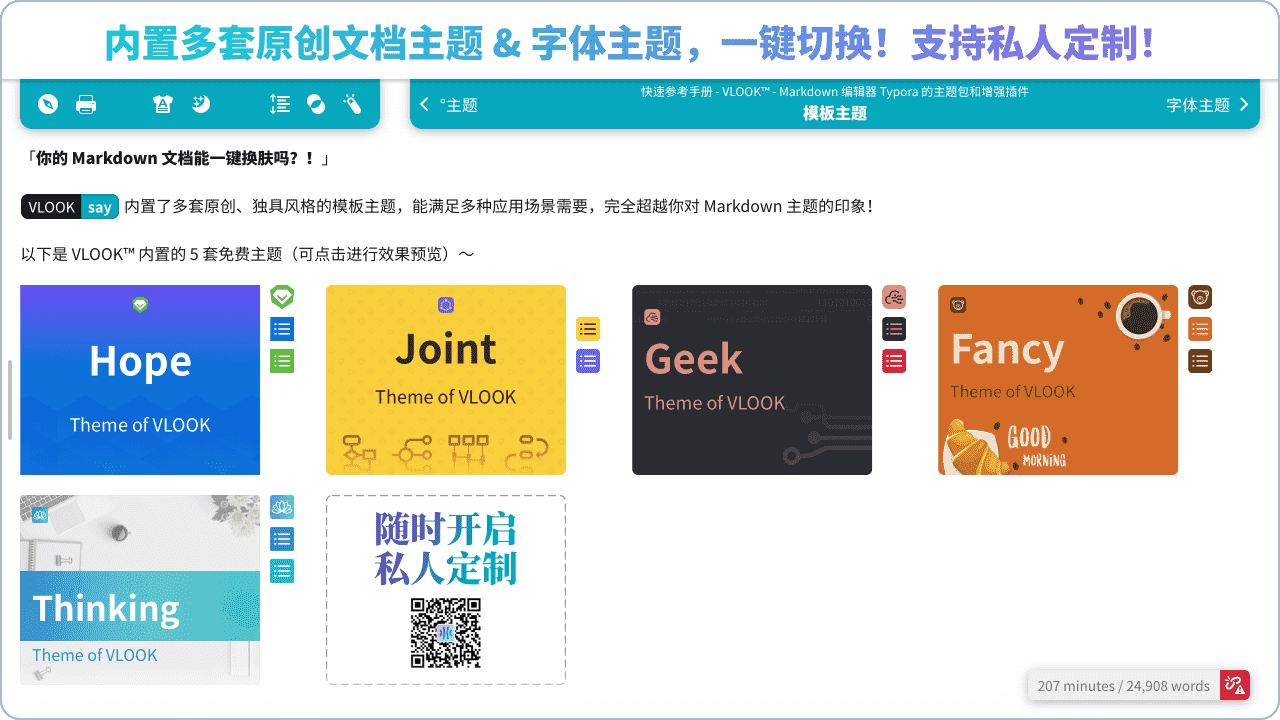 内置多套原创文档主题 & 字体主题，一键切换！支持私人定制！
°主题
快速参考手册 - VLOOK™ - Markdown 编辑器 Typora 的主题包和增强插件
模板主题
字体主题
「你的 Markdown 文档能一键换肤吗？！」
VLOOK say 内置了多套原创、独具风格的模板主题，能满足多种应用场景需要，完全超越你对 Markdown 主题的印象！
以下是 VLOOK™ 内置的 5 套免费主题（可点击进行效果预览）～
Hope
Theme of VLOOK
Joint
Theme of VLOOK
Geek
Theme of VLOOK
Fancy
Theme of VLOOK
GOOD
MORNING
Thinking
Theme of VLOOK
随时开启
私人定制
207 minutes / 24,908 words